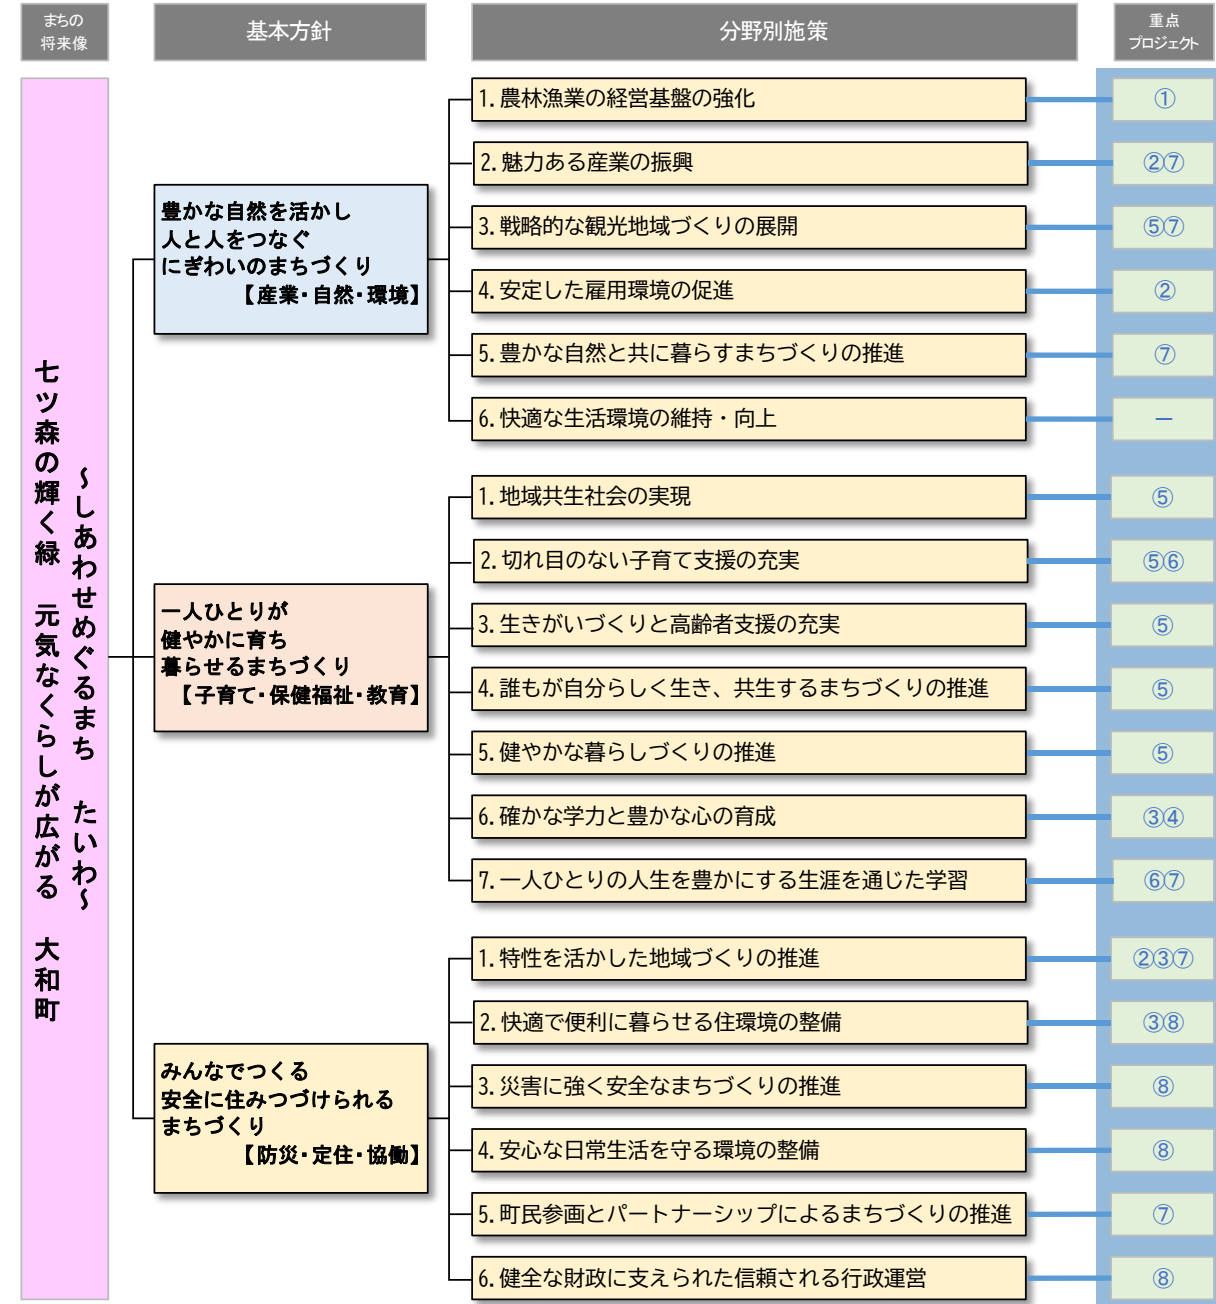 まちの
将来像
基本方針
分野別施策
重点
プロジェクト
七ツ森の輝く緑　元気なくらしが広がる　大和町
～しあわせめぐるまち　たいわ～
豊かな自然を活かし
人と人をつなぐ
にぎわいのまちづくり
【産業・自然・環境】
1.農林漁業の経営基盤の強化
①
2.魅力ある産業の振興
②⑦
3.戦略的な観光地域づくりの展開
⑤⑦
4.安定した雇用環境の促進
②
5.豊かな自然と共に暮らすまちづくりの推進
⑦
6.快適な生活環境の維持・向上
－
一人ひとりが
健やかに育ち
暮らせるまちづくり
【子育て・保健福祉・教育】
1.地域共生社会の実現
⑤
2.切れ目のない子育て支援の充実
⑤⑥
3.生きがいづくりと高齢者支援の充実
⑤
4.誰もが自分らしく生き、共生するまちづくりの推進
⑤
5.健やかな暮らしづくりの推進
⑤
6.確かな学力と豊かな心の育成
③④
7.一人ひとりの人生を豊かにする生涯を通じた学習
⑥⑦
みんなでつくる
安全に住みつづけられる
まちづくり
【防災・定住・協働】
1.特性を活かした地域づくりの推進
②③⑦
2.快適で便利に暮らせる住環境の整備
③⑧
3.災害に強く安全なまちづくりの推進
⑧
4.安心な日常生活を守る環境の整備
⑧
5.町民参画とパートナーシップによるまちづくりの推進
⑦
6.健全な財政に支えられた信頼される行政運営
⑧